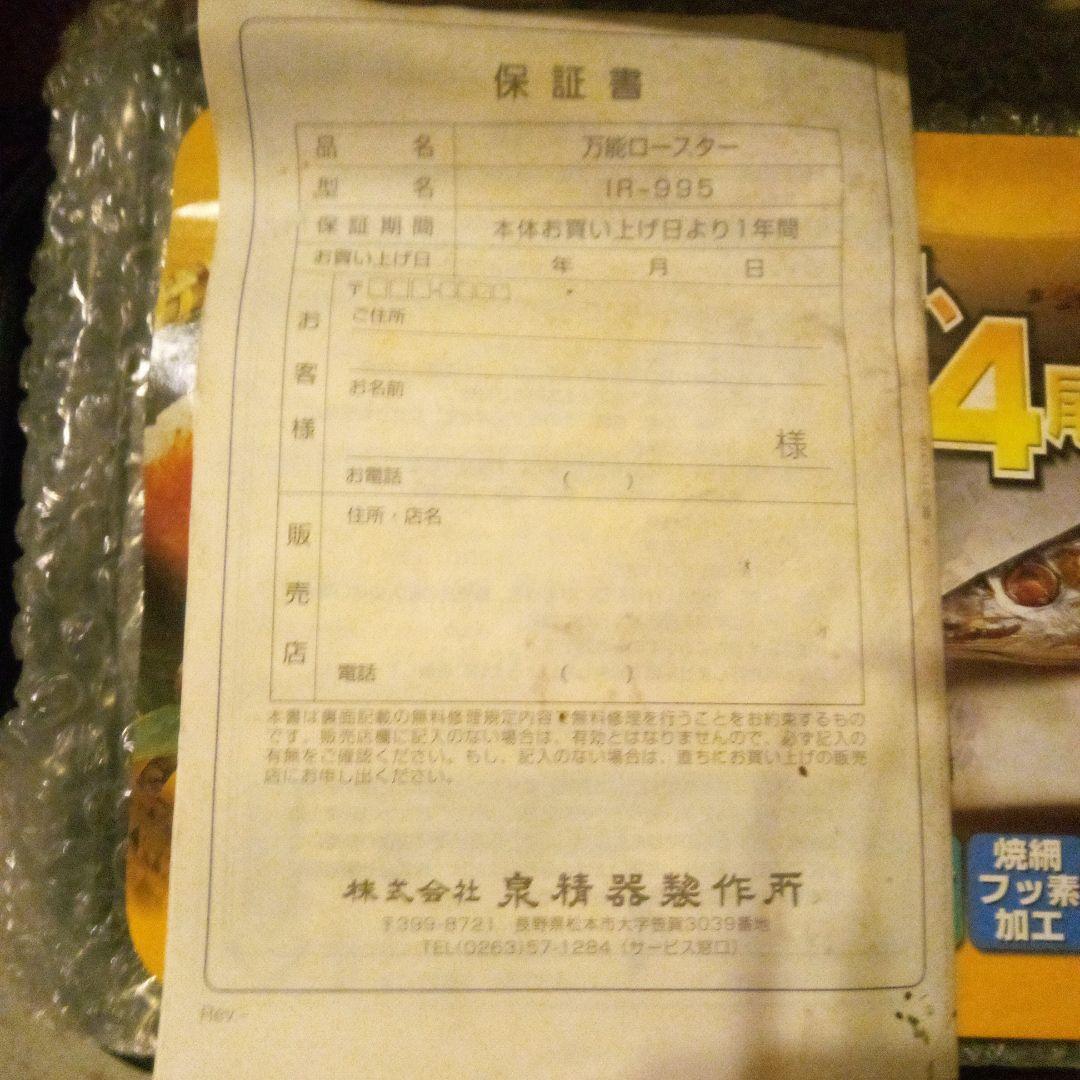 保証書
品名 万能ロースター
型名 IR-995
保証期間 本体お買い上げ日より1年間
お買い上げ日 年 月 日
お客様
〒□□□-□□□□
ご住所
お名前
様
お電話 ( )
販売店
住所・店名
電話 ( )
本書は裏面記載の無料修理規定内容で無料修理を行うことをお約束するもの
です。販売店欄に記入のない場合は、有効とはなりませんので、必ず記入の
有無をご確認ください。もし、記入のない場合は、直ちにお買い上げの販売
店にお申し出ください。
株式会社 泉精器製作所
〒399-8721 長野県松本市大字笹賀3039番地
TEL(0263)57-1284 (サービス窓口)
Rev -
4尾
焼網
フッ素
加工